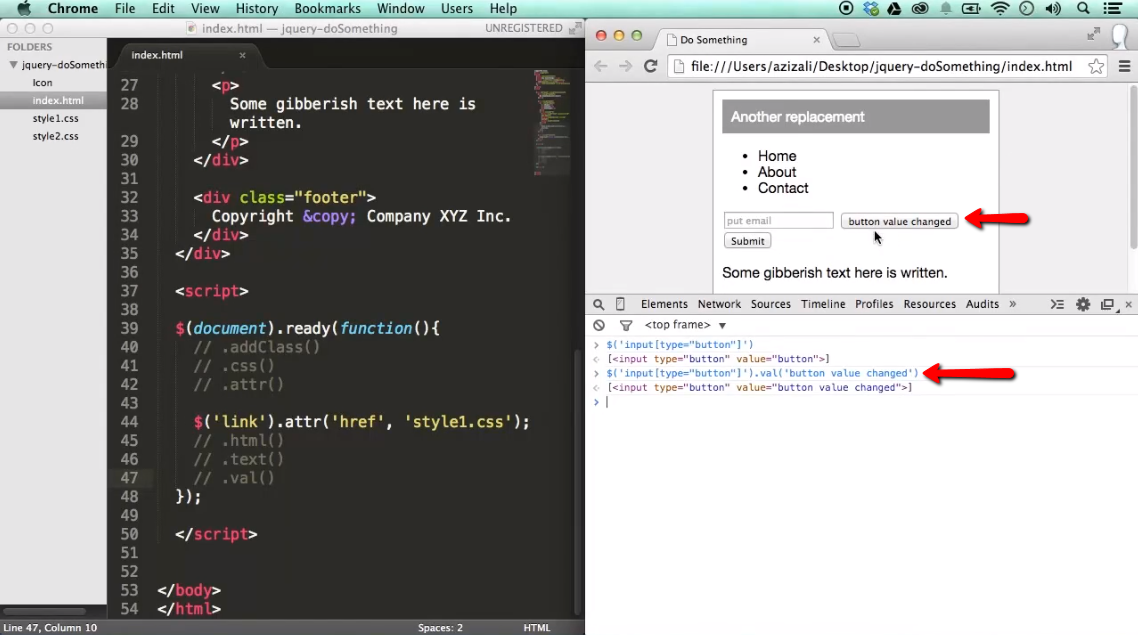 Chrome File Edit View History Bookmarks Window Users Help
index.html — jquery-doSomething UNREGISTERED
FOLDERS
jquery-doSometh
Icon
index.html
style1.css
style2.css
index.html ×
27 <p>
28 Some gibberish text here is
written.
29 </p>
30 </div>
31
32 <div class="footer">
33 Copyright &copy; Company XYZ Inc.
34 </div>
35 </div>
36
37 <script>
38
39 $(document).ready(function(){
40 // .addClass()
41 // .css()
42 // .attr()
43
44 $('link').attr('href', 'style1.css');
45 // .html()
46 // .text()
47 // .val()
48 });
49
50 </script>
51
52
53 </body>
54 </html>
Line 47, Column 10 Spaces: 2 HTML
Do Something ×
file:///Users/azizali/Desktop/jquery-doSomething/index.html
Another replacement
• Home
• About
• Contact
put email button value changed
Submit
Some gibberish text here is written.
Elements Network Sources Timeline Profiles Resources Audits »
<top frame> ▼
> $('input[type="button"]')
< [<input type="button" value="button">]
> $('input[type="button"]').val('button value changed')
< [<input type="button" value="button value changed">]
>